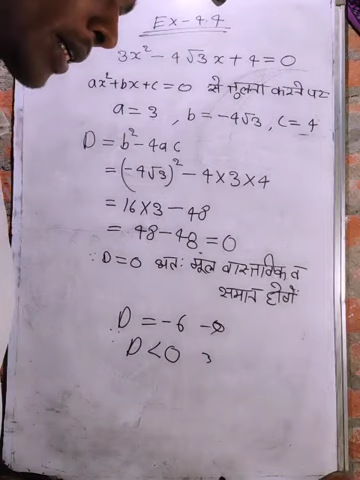 Ex-4.4
3x²-4√3x+4=0
ax²+bx+c=0 से तुलना करने पर
a=3, b=-4√3, c=4
D=b²-4ac
=(-4√3)²-4×3×4
=16×3-48
=48-48=0
∵D=0 अतः मूल वास्तविक व
समान होंगे
D=-6
∴ D<0